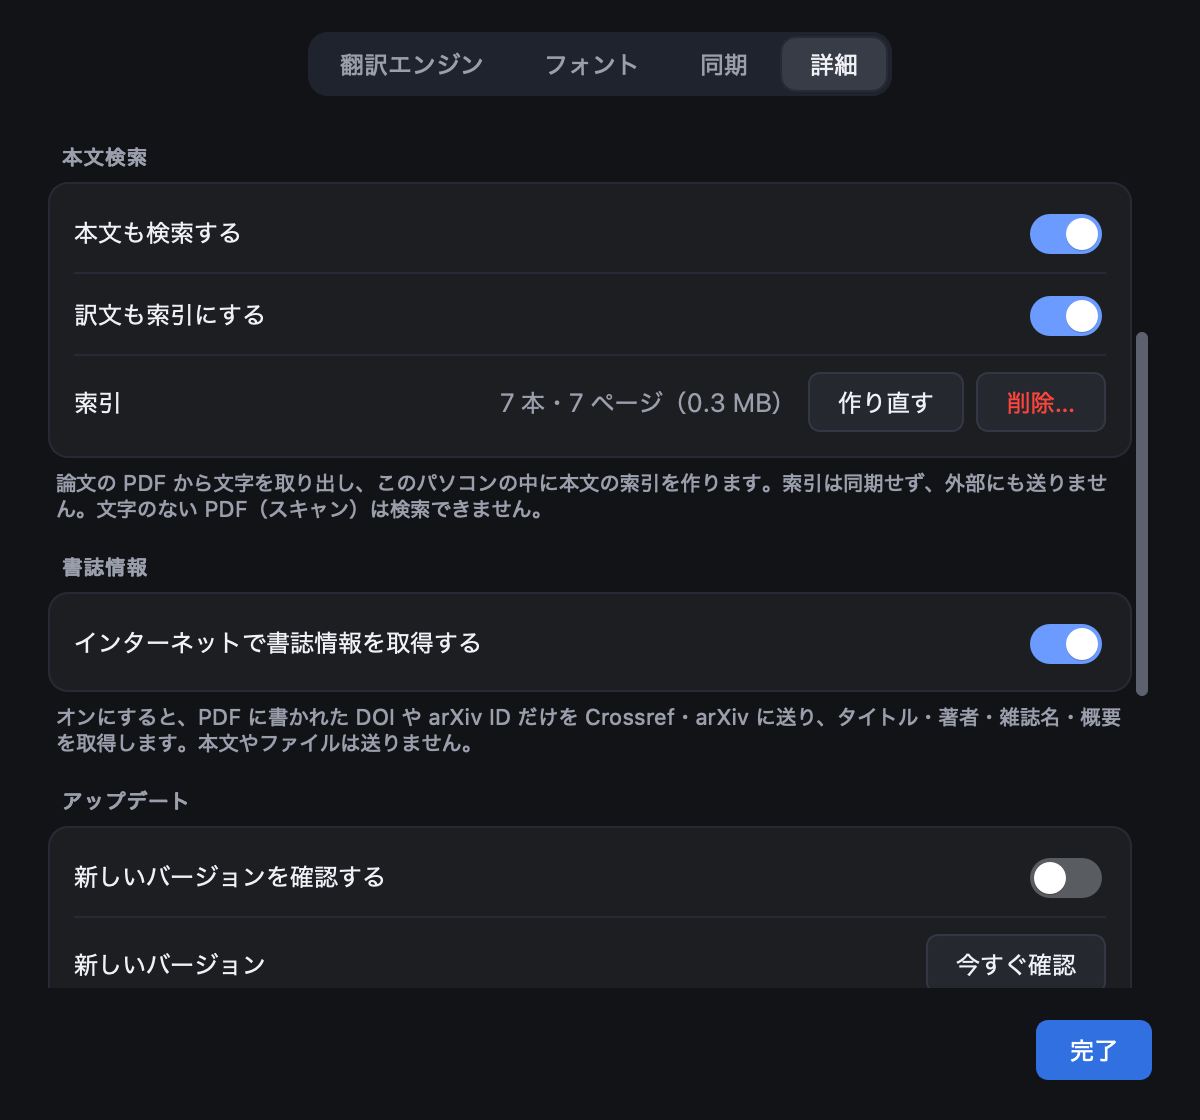 翻訳エンジン フォント 同期 詳細
本文検索
本文も検索する
訳文も索引にする
索引 7 本・7 ページ（0.3 MB） 作り直す 削除...
論文の PDF から文字を取り出し、このパソコンの中に本文の索引を作ります。索引は同期せず、外部にも送りませ
ん。文字のない PDF（スキャン）は検索できません。
書誌情報
インターネットで書誌情報を取得する
オンにすると、PDF に書かれた DOI や arXiv ID だけを Crossref・arXiv に送り、タイトル・著者・雑誌名・概要
を取得します。本文やファイルは送りません。
アップデート
新しいバージョンを確認する
新しいバージョン 今すぐ確認
完了